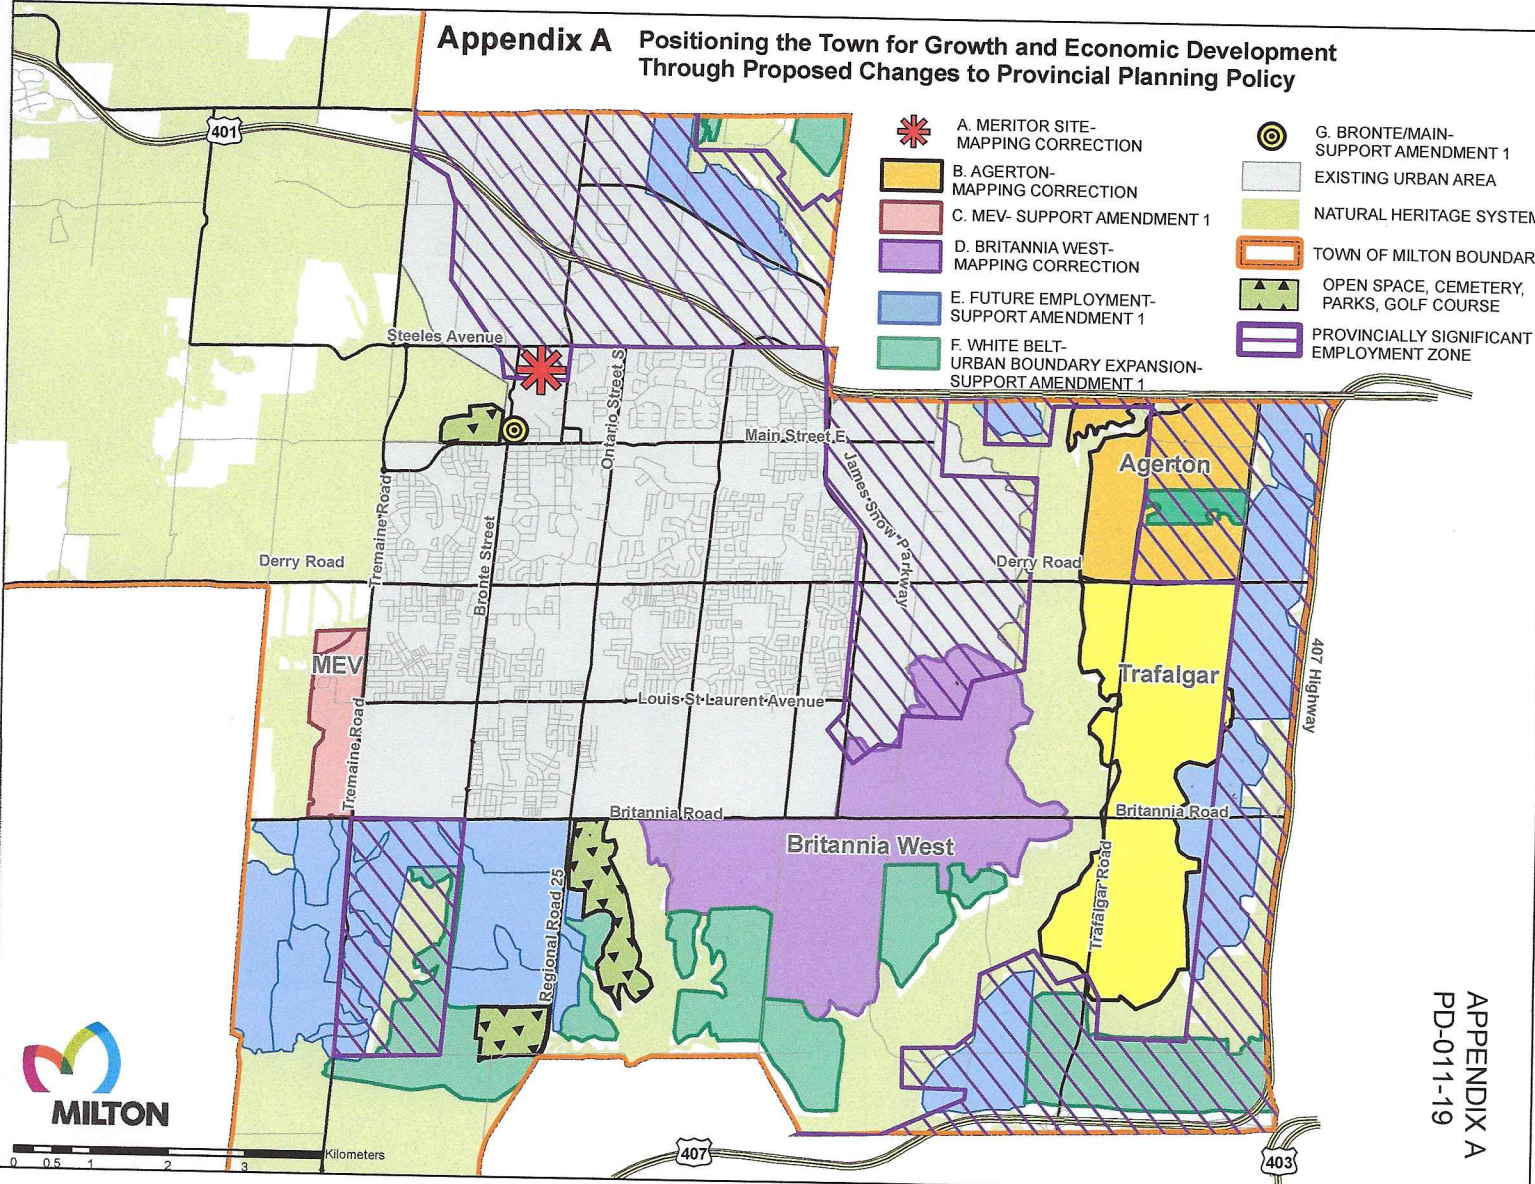 Appendix A
Positioning the Town for Growth and Economic Development
Through Proposed Changes to Provincial Planning Policy
A. MERITOR SITE-
MAPPING CORRECTION
B. AGERTON-
MAPPING CORRECTION
C. MEV- SUPPORT AMENDMENT 1
D. BRITANNIA WEST-
MAPPING CORRECTION
E. FUTURE EMPLOYMENT-
SUPPORT AMENDMENT 1
F. WHITE BELT-
URBAN BOUNDARY EXPANSION-
SUPPORT AMENDMENT 1
G. BRONTE/MAIN-
SUPPORT AMENDMENT 1
EXISTING URBAN AREA
NATURAL HERITAGE SYSTEM
TOWN OF MILTON BOUNDAR
OPEN SPACE, CEMETERY,
PARKS, GOLF COURSE
PROVINCIALLY SIGNIFICANT
EMPLOYMENT ZONE
401
Steeles Avenue
Ontario Street S
Main Street E
James Snow Parkway
Agerton
Tremaine Road
Bronte Street
Derry Road
Derry Road
MEV
Trafalgar
407 Highway
Louis St Laurent Avenue
Tremaine Road
Britannia Road
Britannia Road
Britannia West
Trafalgar Road
Regional Road 25
MILTON
0 0.5 1 2 3
Kilometers
407
403
APPENDIX A
PD-011-19